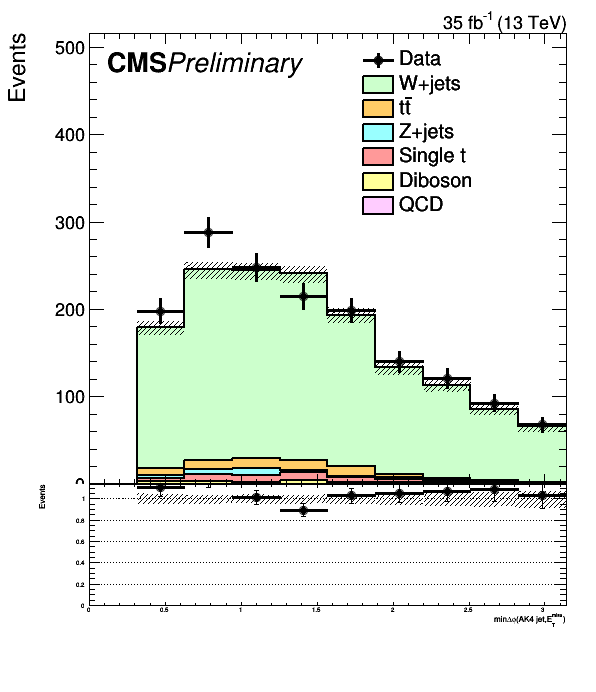 35 fb⁻¹ (13 TeV)
Events
500
400
300
200
100
0
CMSPreliminary
Data
W+jets
tt̅
Z+jets
Single t
Diboson
QCD
Events
1
0.8
0.6
0.4
0.2
0
0 0.5 1 1.5 2 2.5 3
minΔφ(AK4 jet,E_T^miss)